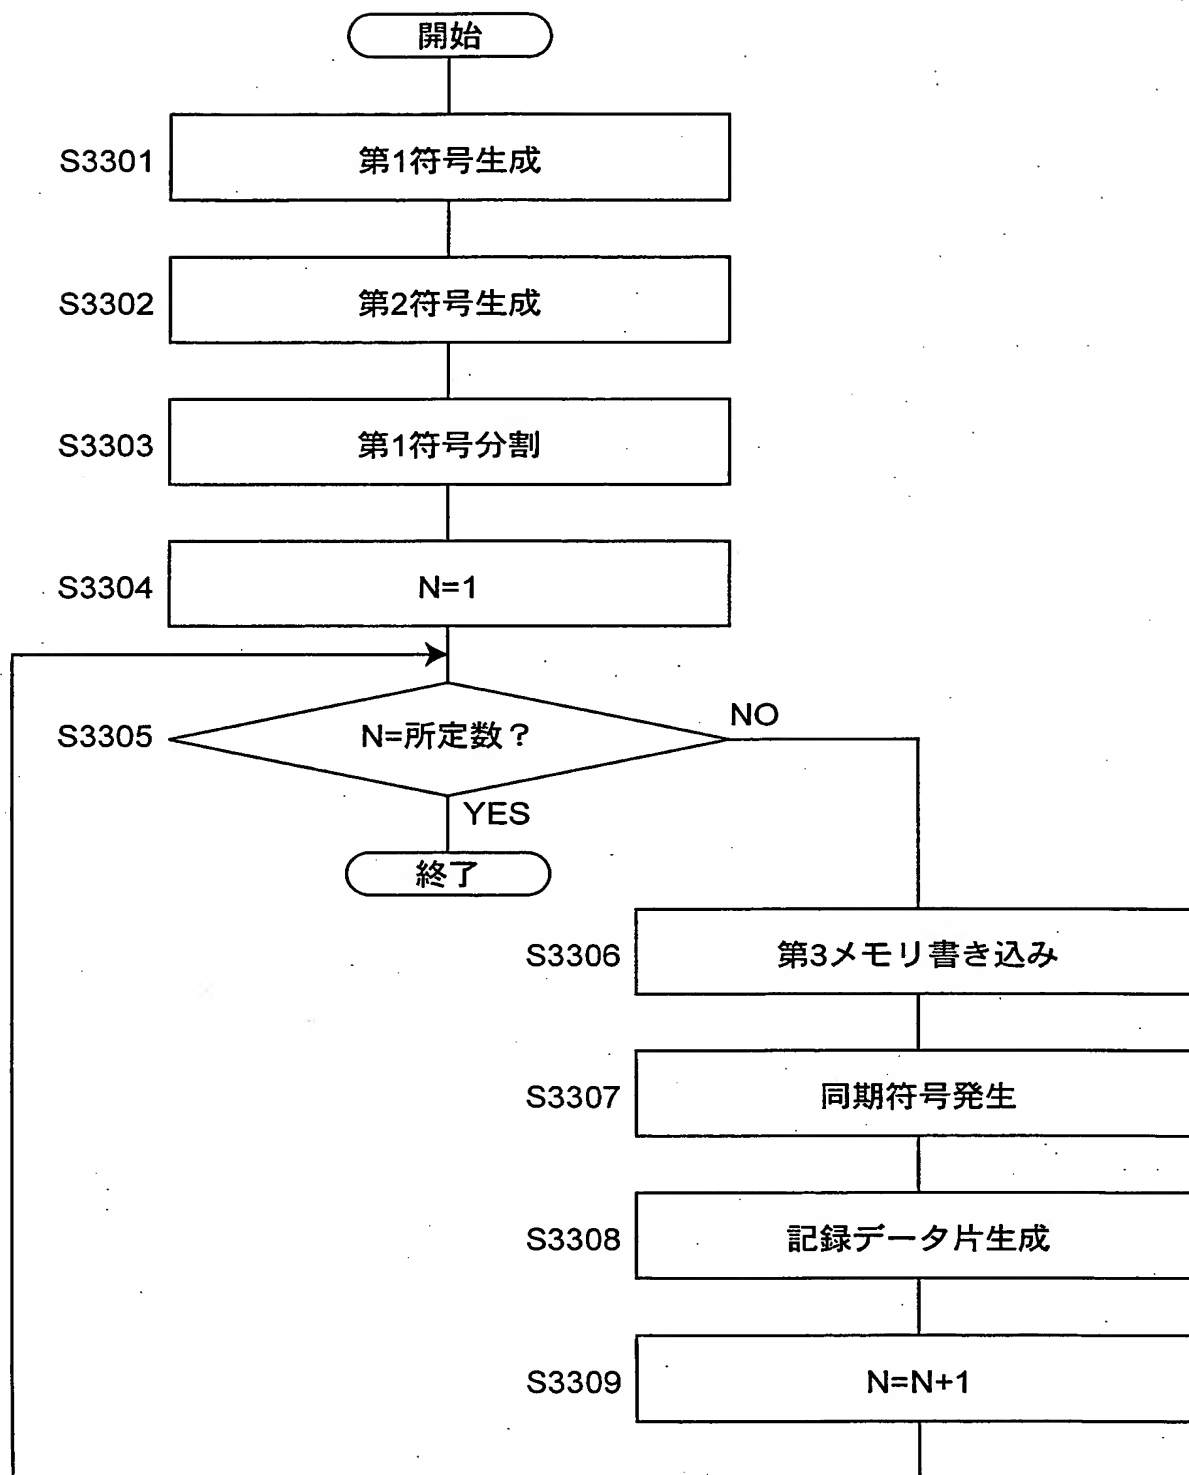 開始
S3301 第1符号生成
S3302 第2符号生成
S3303 第1符号分割
S3304 N=1
S3305 N=所定数？ NO
YES
終了
S3306 第3メモリ書き込み
S3307 同期符号発生
S3308 記録データ片生成
S3309 N=N+1